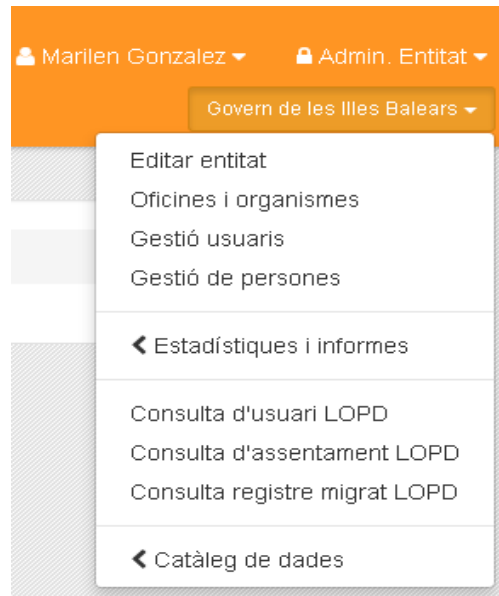 Marilen Gonzalez Admin. Entitat
Govern de les Illes Balears
Editar entitat
Oficines i organismes
Gestió usuaris
Gestió de persones
Estadístiques i informes
Consulta d'usuari LOPD
Consulta d'assentament LOPD
Consulta registre migrat LOPD
Catàleg de dades